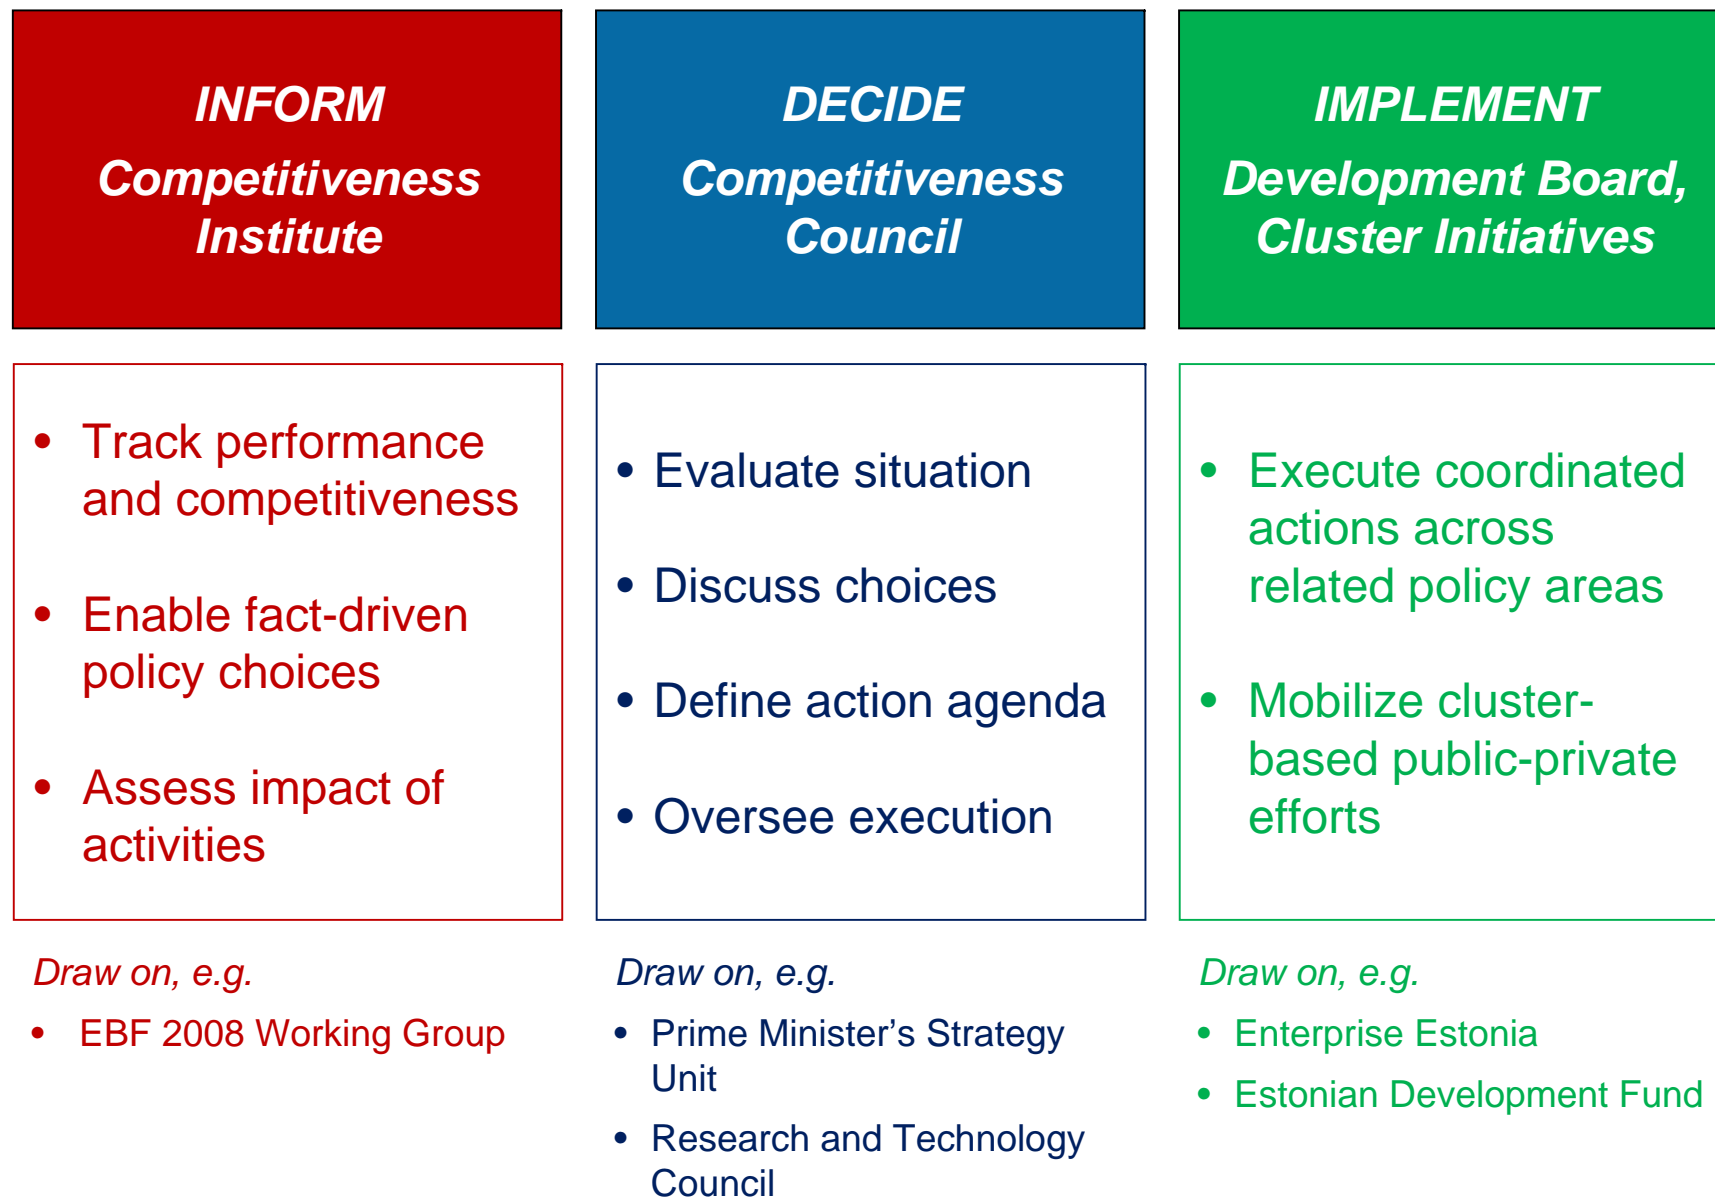 INFORM
Competitiveness
Institute
DECIDE
Competitiveness
Council
IMPLEMENT
Development Board,
Cluster Initiatives
• Track performance
and competitiveness
• Enable fact-driven
policy choices
• Assess impact of
activities
• Evaluate situation
• Discuss choices
• Define action agenda
• Oversee execution
• Execute coordinated
actions across
related policy areas
• Mobilize cluster-
based public-private
efforts
Draw on, e.g.
• EBF 2008 Working Group
Draw on, e.g.
• Prime Minister’s Strategy
Unit
• Research and Technology
Council
Draw on, e.g.
• Enterprise Estonia
• Estonian Development Fund